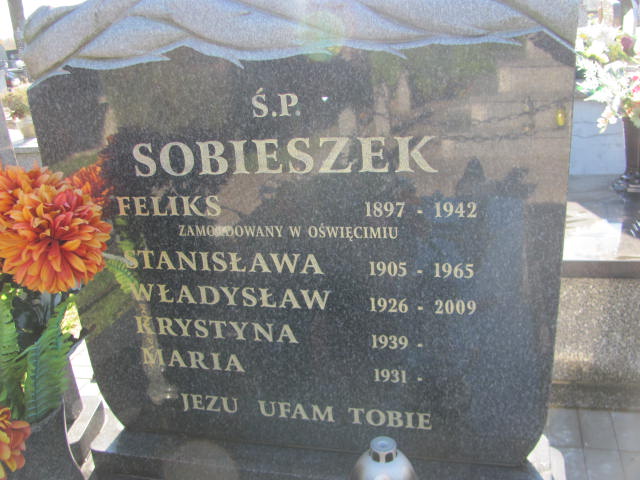 Ś.P.
SOBIESZEK
FELIKS 1897 - 1942
ZAMORDOWANY W OŚWIĘCIMIU
STANISŁAWA 1905 - 1965
WŁADYSŁAW 1926 - 2009
KRYSTYNA 1939 -
MARIA 1931 -
JEZU UFAM TOBIE